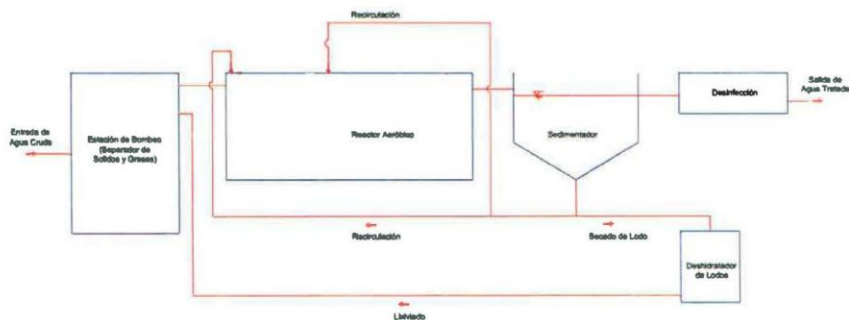 Recirculación
Salida de
Agua Tratada
Desinfección
Entrada de
Agua Cruda
Estación de Bombeo
(Separador de
Solidos y Grasas)
Reactor Aeróbico
Sedimentador
Recirculación
Secado de Lodo
Deshidratador
de Lodos
Lixiviado